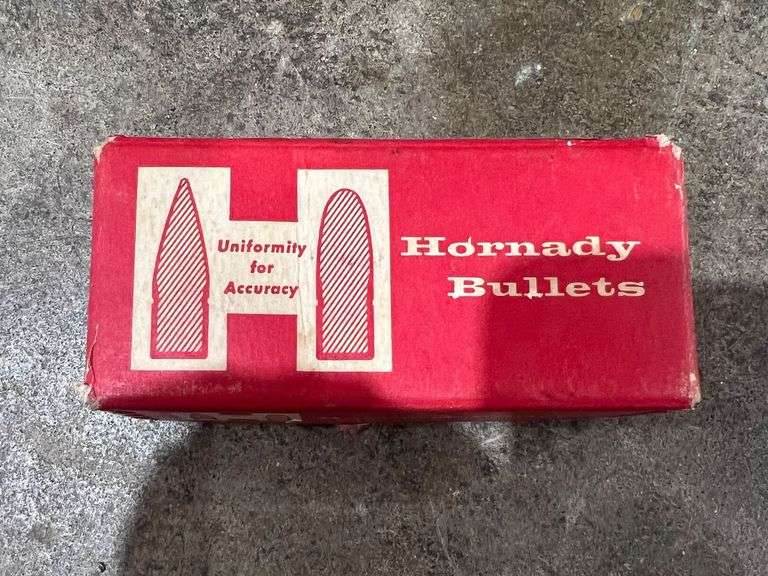 H
Uniformity
for
Accuracy
Hornady
Bullets